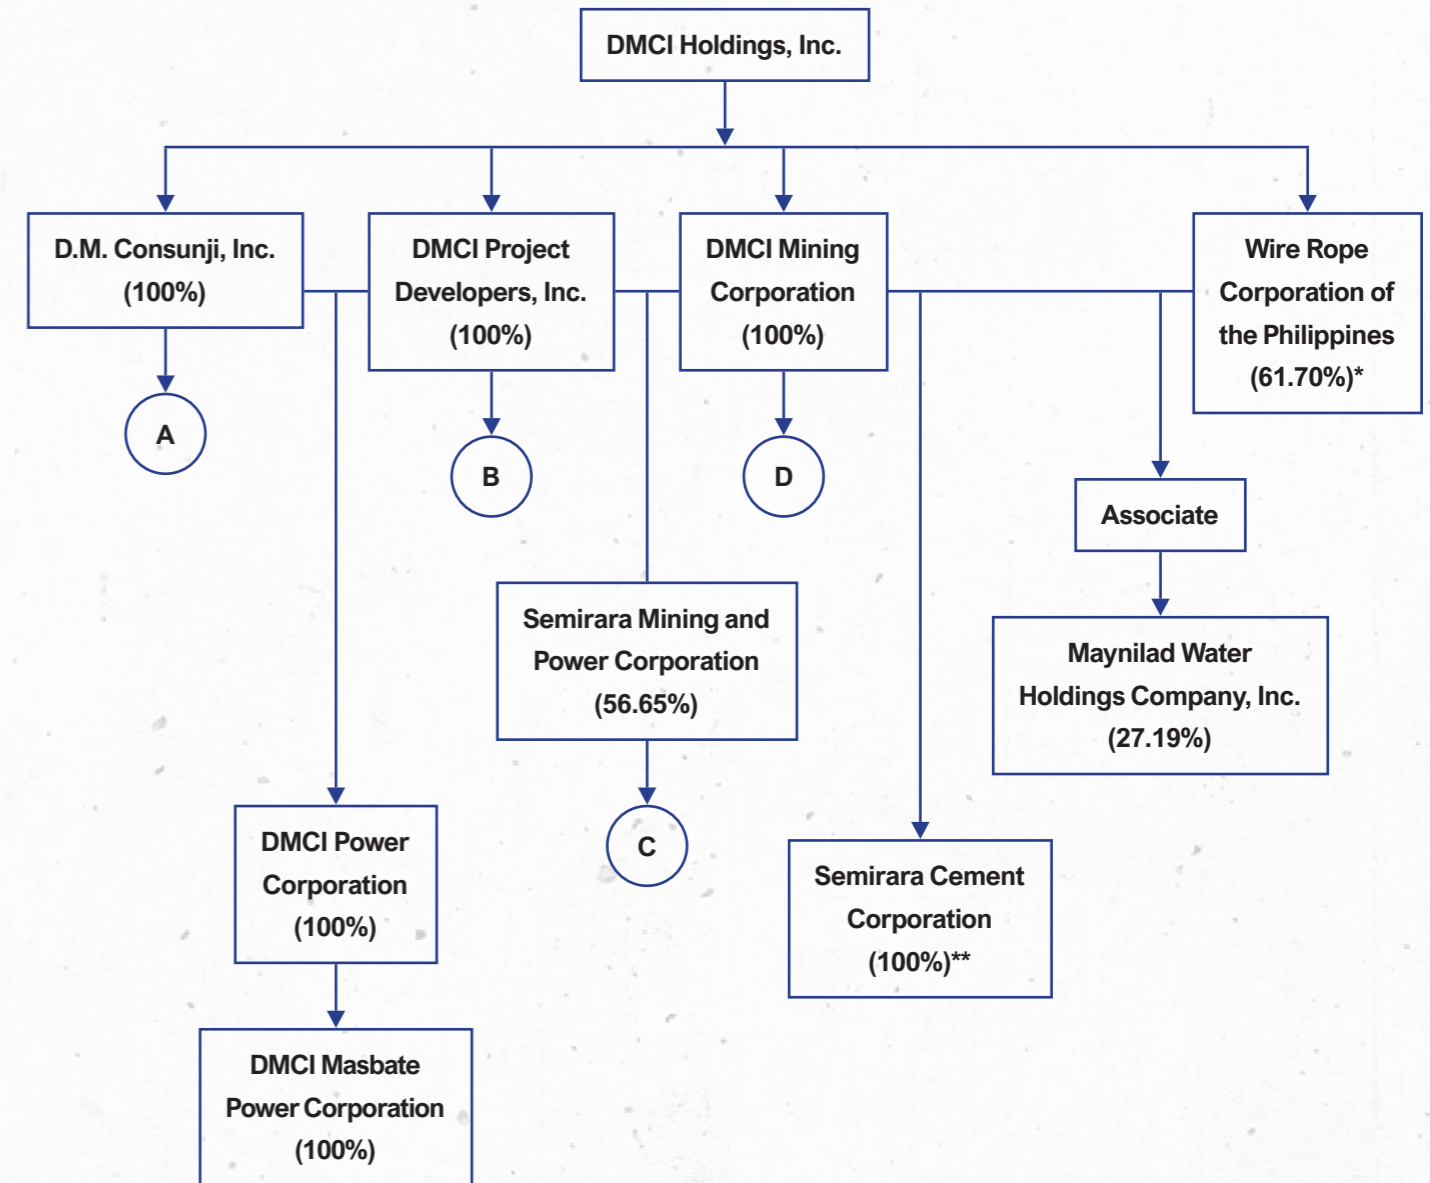 DMCI Holdings, Inc.
D.M. Consunji, Inc.
(100%)
DMCI Project
Developers, Inc.
(100%)
DMCI Mining
Corporation
(100%)
Wire Rope
Corporation of
the Philippines
(61.70%)*
A
B
D
Associate
Semirara Mining and
Power Corporation
(56.65%)
Maynilad Water
Holdings Company, Inc.
(27.19%)
DMCI Power
Corporation
(100%)
C
Semirara Cement
Corporation
(100%)**
DMCI Masbate
Power Corporation
(100%)